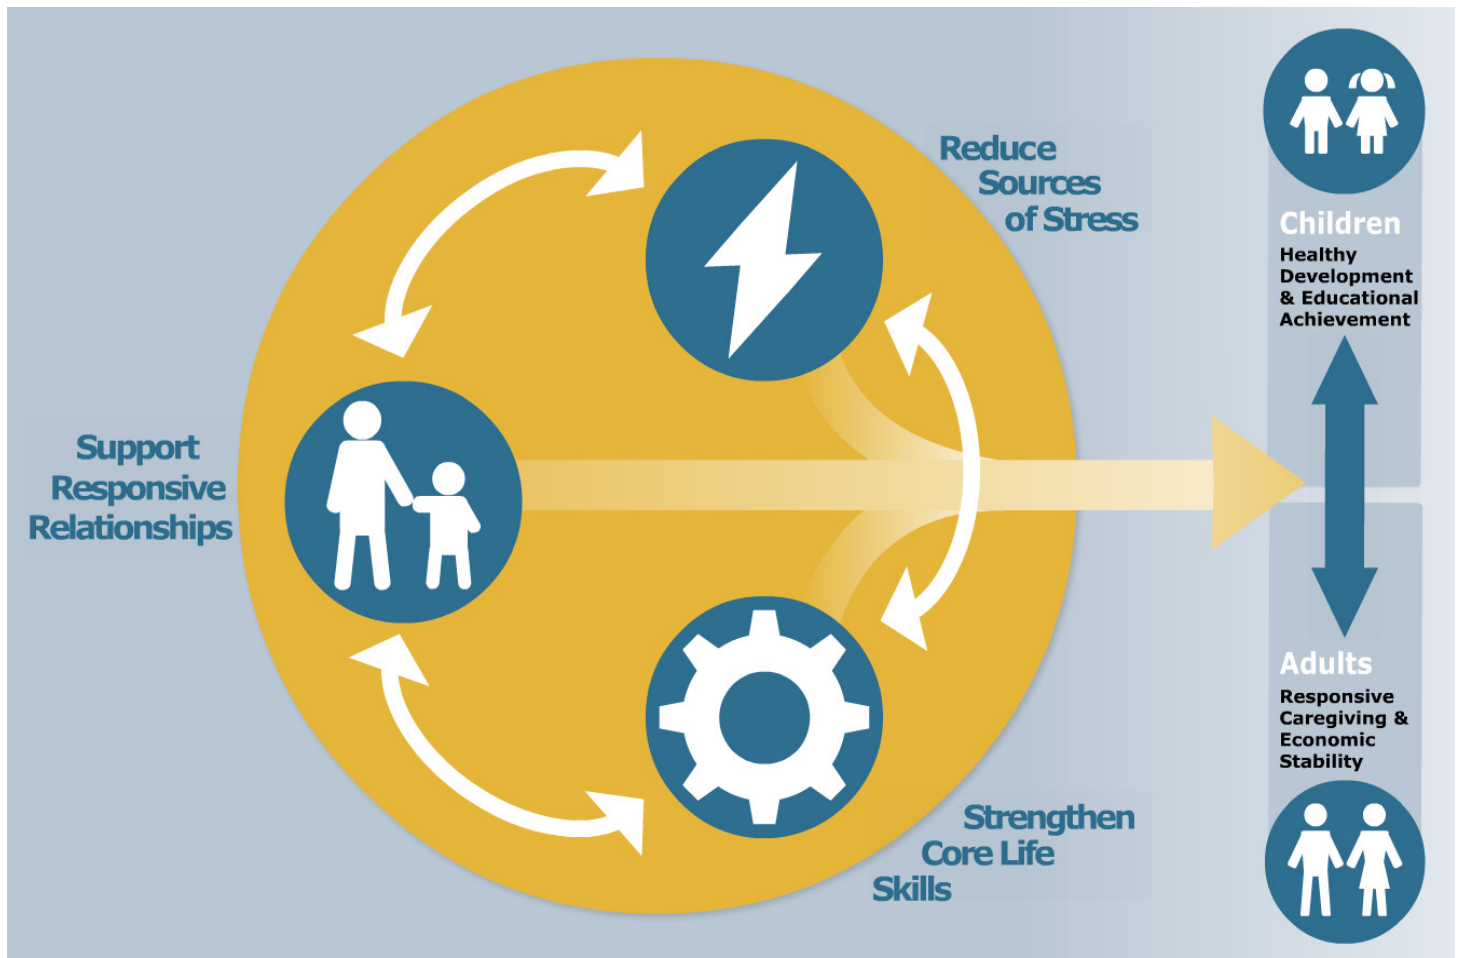 Reduce
Sources
of Stress
Support
Responsive
Relationships
Strengthen
Core Life
Skills
Children
Healthy
Development
& Educational
Achievement
Adults
Responsive
Caregiving &
Economic
Stability